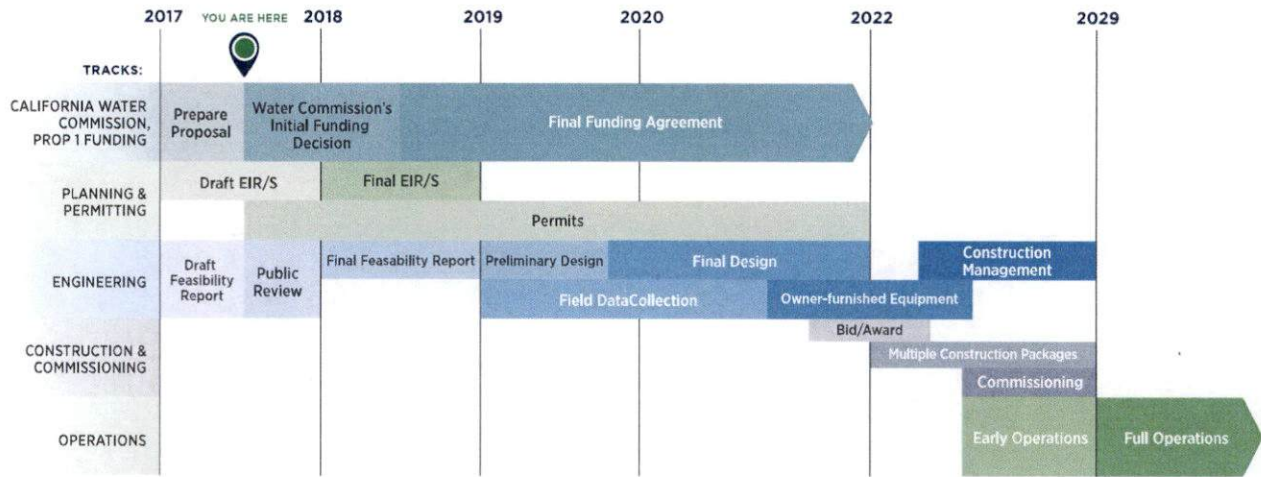 2017
YOU ARE HERE
2018
2019
2020
2022
2029
TRACKS:
CALIFORNIA WATER
COMMISSION,
PROP 1 FUNDING
Prepare
Proposal
Water Commission's
Initial Funding
Decision
Final Funding Agreement
PLANNING &
PERMITTING
Draft EIR/S
Final EIR/S
Permits
ENGINEERING
Draft
Feasibility
Report
Public
Review
Final Feasability Report
Preliminary Design
Final Design
Construction
Management
Field DataCollection
Owner-furnished Equipment
Bid/Award
CONSTRUCTION &
COMMISSIONING
Multiple Construction Packages
Commissioning
OPERATIONS
Early Operations
Full Operations